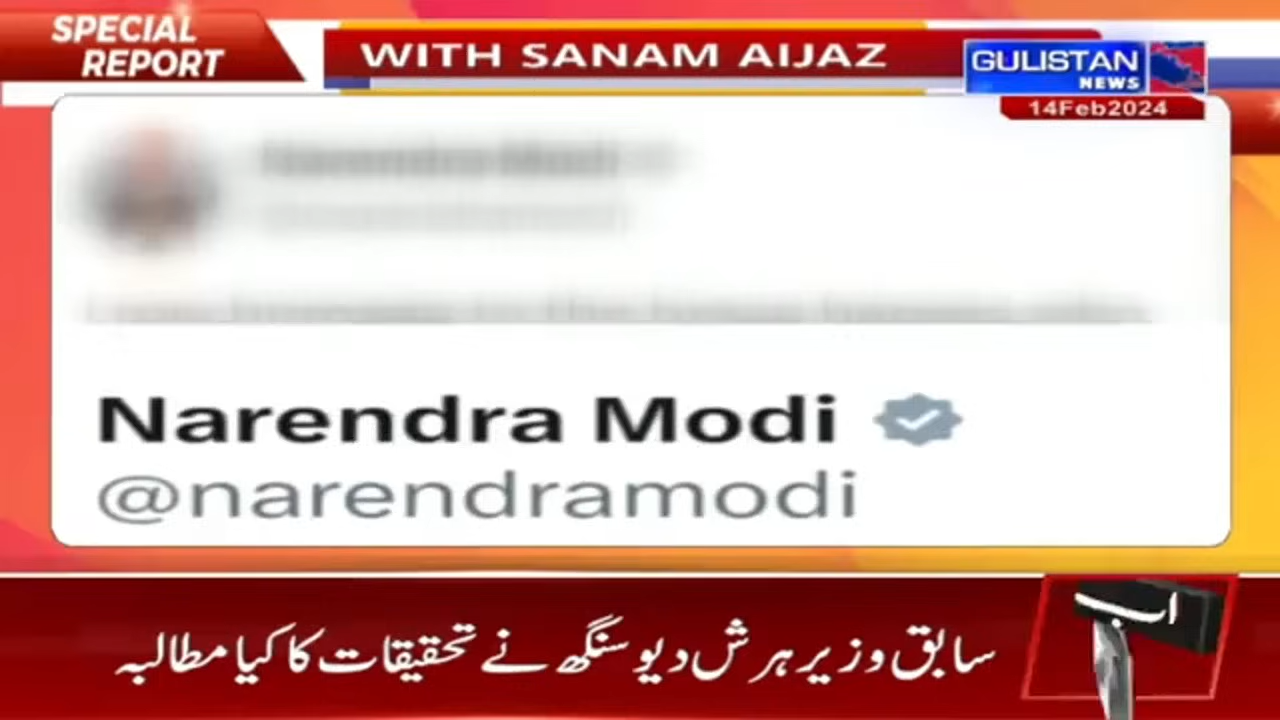 SPECIAL
REPORT
WITH SANAM AIJAZ
GULISTAN
NEWS
14Feb2024
Narendra Modi
@narendramodi
سابق وزیر ہرش دیو سنگھ نے تحقیقات کا کیا مطالبہ
اب